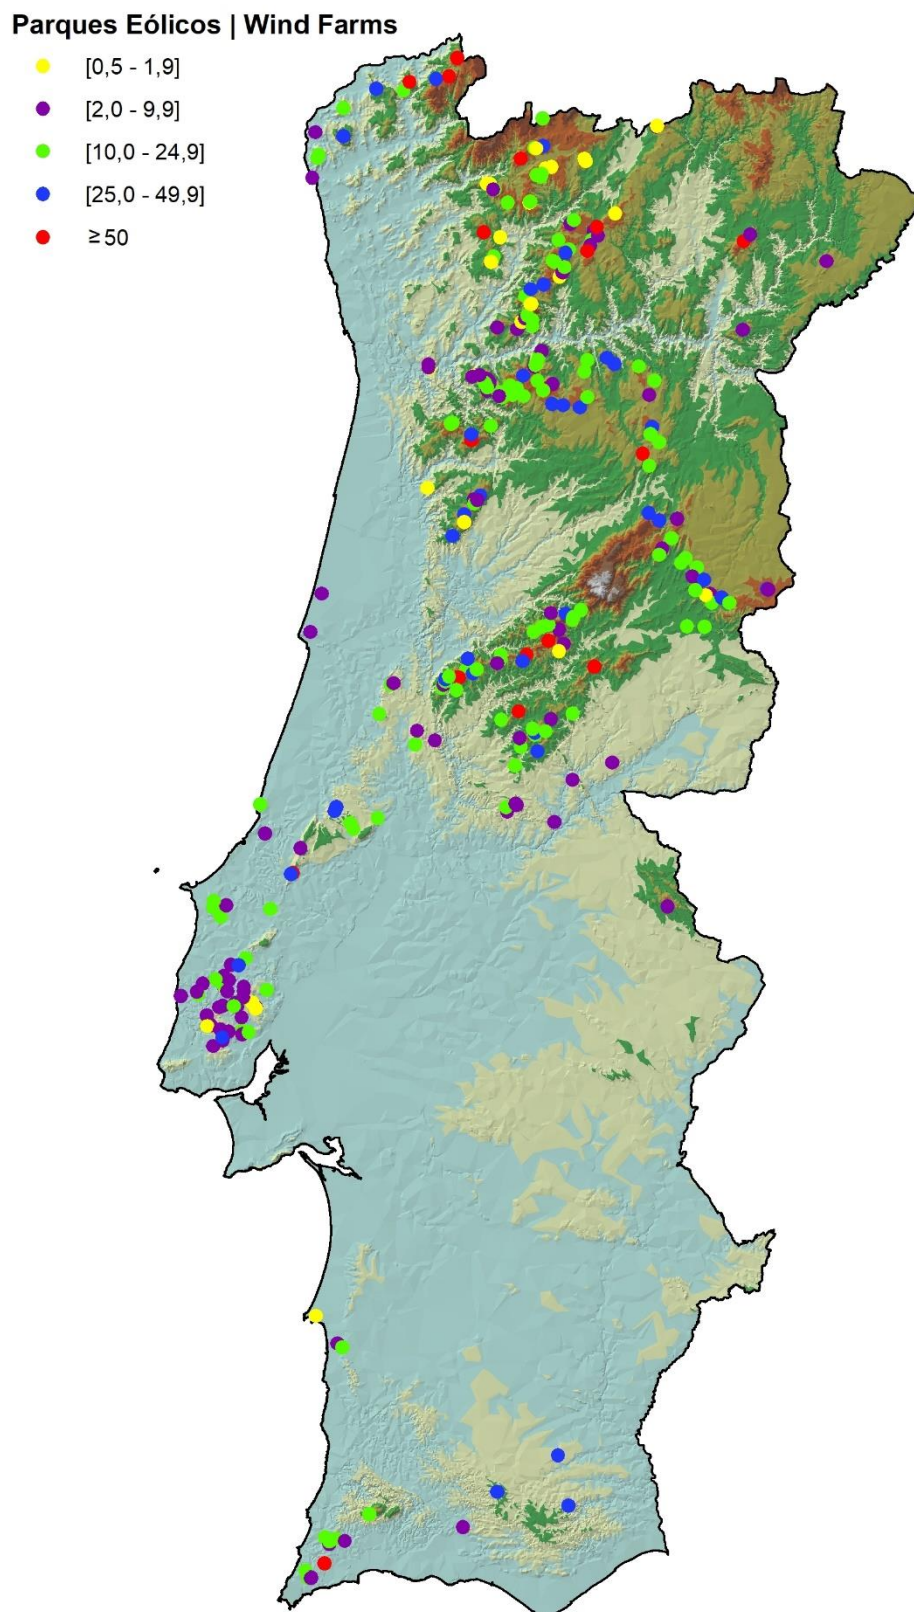 Parques Eólicos | Wind Farms
[0,5 - 1,9]
[2,0 - 9,9]
[10,0 - 24,9]
[25,0 - 49,9]
≥50